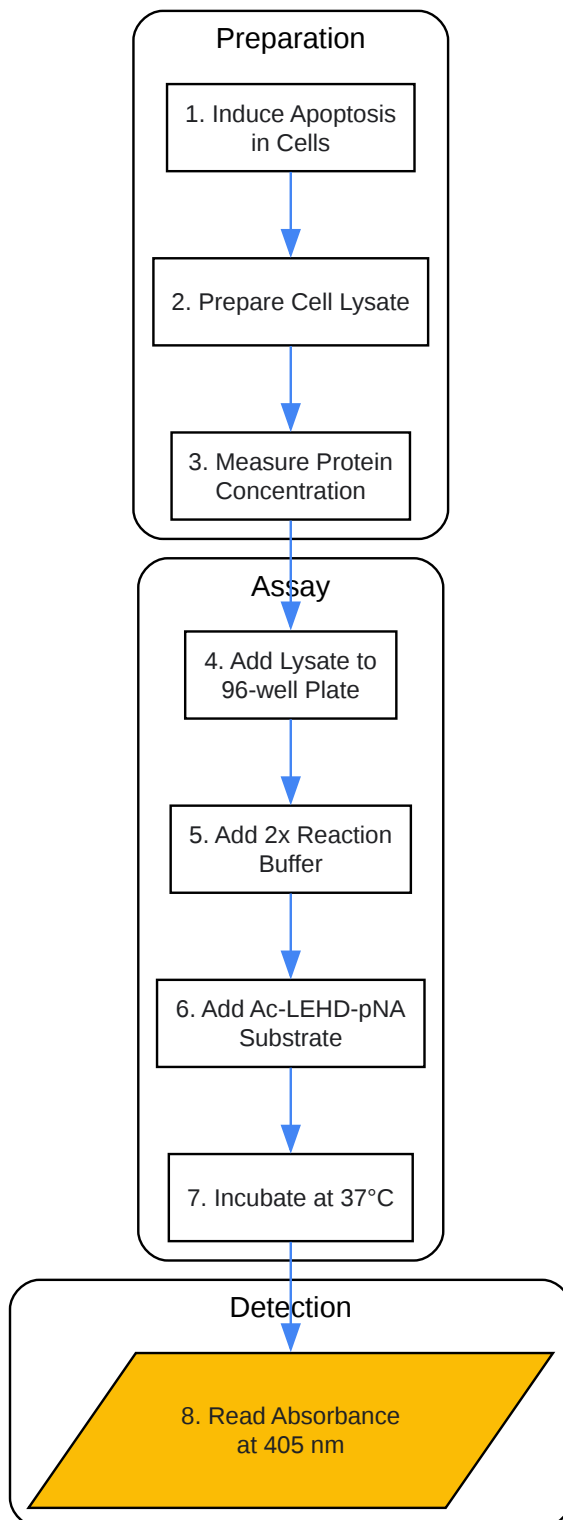 Preparation
1. Induce Apoptosis
in Cells
2. Prepare Cell Lysate
3. Measure Protein
Concentration
Assay
4. Add Lysate to
96-well Plate
5. Add 2x Reaction
Buffer
6. Add Ac-LEHD-pNA
Substrate
7. Incubate at 37°C
Detection
8. Read Absorbance
at 405 nm